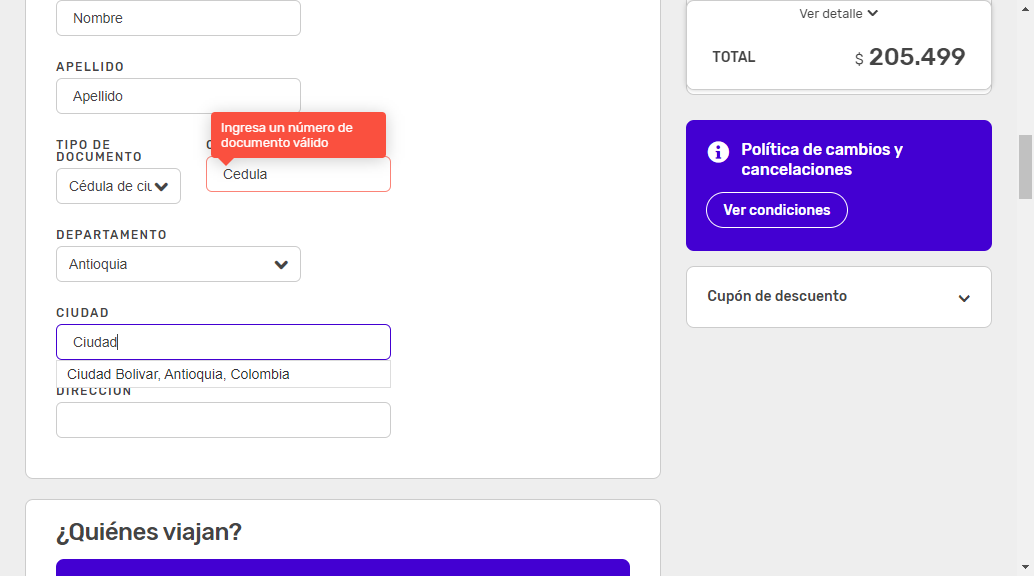 Nombre
APELLIDO
Apellido
Ingresa un número de
documento válido
TIPO DE
DOCUMENTO
Cédula de ciu
Cedula
DEPARTAMENTO
Antioquia
CIUDAD
Ciudad
Ciudad Bolivar, Antioquia, Colombia
DIRECCIÓN
¿Quiénes viajan?
Ver detalle
TOTAL
$ 205.499
Política de cambios y
cancelaciones
Ver condiciones
Cupón de descuento